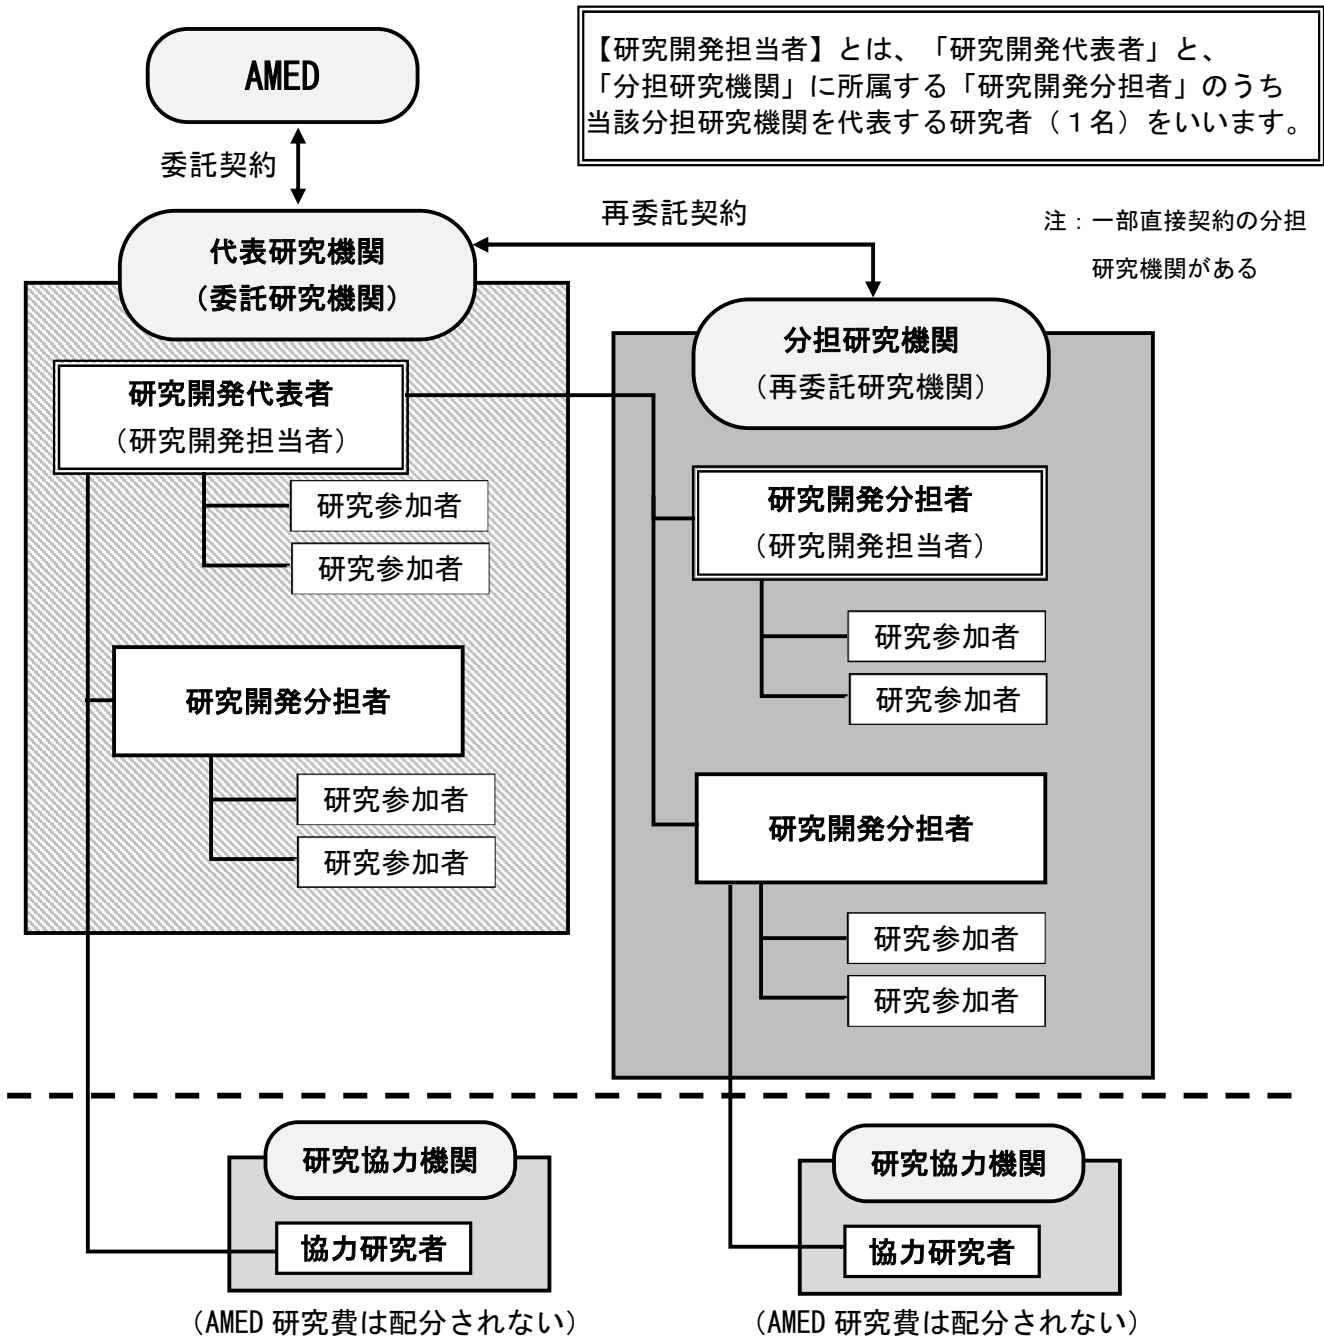 AMED
【研究開発担当者】とは、「研究開発代表者」と、
「分担研究機関」に所属する「研究開発分担者」のうち
当該分担研究機関を代表する研究者（１名）をいいます。
委託契約
再委託契約
注：一部直接契約の分担
研究機関がある
代表研究機関
（委託研究機関）
分担研究機関
（再委託研究機関）
研究開発代表者
（研究開発担当者）
研究参加者
研究参加者
研究開発分担者
研究参加者
研究参加者
研究開発分担者
（研究開発担当者）
研究参加者
研究参加者
研究開発分担者
研究参加者
研究参加者
研究協力機関
協力研究者
（AMED 研究費は配分されない）
研究協力機関
協力研究者
（AMED 研究費は配分されない）